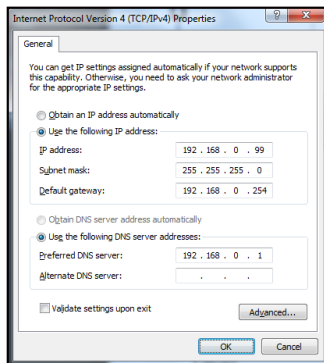 Internet Protocol Version 4 (TCP/IPv4) Properties
General
You can get IP settings assigned automatically if your network supports
this capability. Otherwise, you need to ask your network administrator
for the appropriate IP settings.
Obtain an IP address automatically
Use the following IP address:
IP address: 192 . 168 . 0 . 99
Subnet mask: 255 . 255 . 255 . 0
Default gateway: 192 . 168 . 0 . 254
Obtain DNS server address automatically
Use the following DNS server addresses:
Preferred DNS server: 192 . 168 . 0 . 1
Alternate DNS server: . . .
Validate settings upon exit
Advanced...
OK Cancel